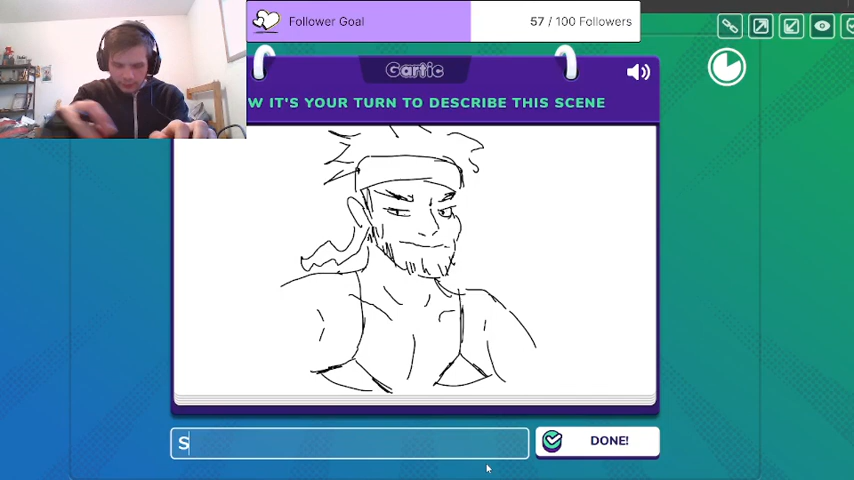 Follower Goal
57 / 100 Followers
Gartic
W IT'S YOUR TURN TO DESCRIBE THIS SCENE
S
DONE!